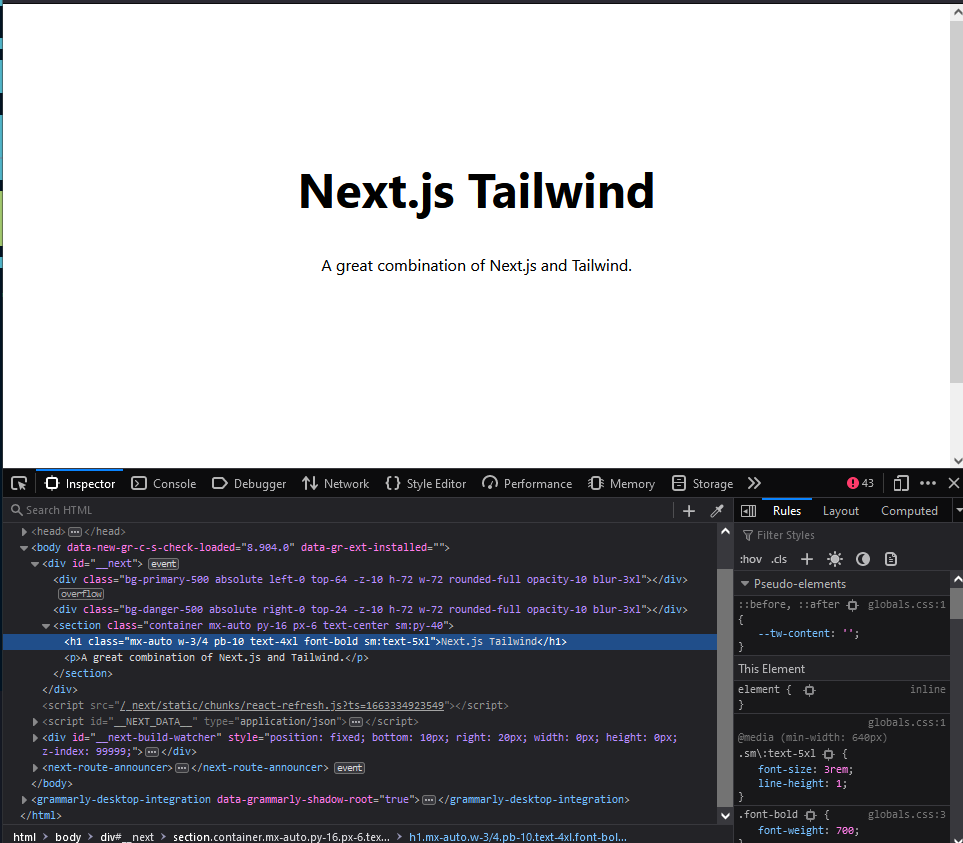 Next.js Tailwind
A great combination of Next.js and Tailwind.
Inspector Console Debugger Network Style Editor Performance Memory Storage 43
Search HTML
Rules Layout Computed
Filter Styles
:hov .cls
<head></head>
<body data-new-gr-c-s-check-loaded="8.904.0" data-gr-ext-installed="">
<div id="__next"> event
<div class="bg-primary-500 absolute left-0 top-64 -z-10 h-72 w-72 rounded-full opacity-10 blur-3xl"></div>
overflow
<div class="bg-danger-500 absolute right-0 top-24 -z-10 h-72 w-72 rounded-full opacity-10 blur-3xl"></div>
<section class="container mx-auto py-16 px-6 text-center sm:py-40">
<h1 class="mx-auto w-3/4 pb-10 text-4xl font-bold sm:text-5xl">Next.js Tailwind</h1>
<p>A great combination of Next.js and Tailwind.</p>
</section>
</div>
<script src="/_next/static/chunks/react-refresh.js?ts=1663334923549"></script>
<script id="__NEXT_DATA__" type="application/json"></script>
<div id="__next-build-watcher" style="position: fixed; bottom: 10px; right: 20px; width: 0px; height: 0px;
z-index: 99999;"></div>
<next-route-announcer></next-route-announcer> event
</body>
<grammarly-desktop-integration data-grammarly-shadow-root="true"></grammarly-desktop-integration>
</html>
html > body > div#__next > section.container.mx-auto.py-16.px-6.tex... > h1.mx-auto.w-3/4.pb-10.text-4xl.font-bol...
Pseudo-elements
::before, ::after globals.css:1
{
--tw-content: '';
}
This Element
element { inline
}
globals.css:1
@media (min-width: 640px)
.sm\:text-5xl {
font-size: 3rem;
line-height: 1;
}
.font-bold { globals.css:3
font-weight: 700;